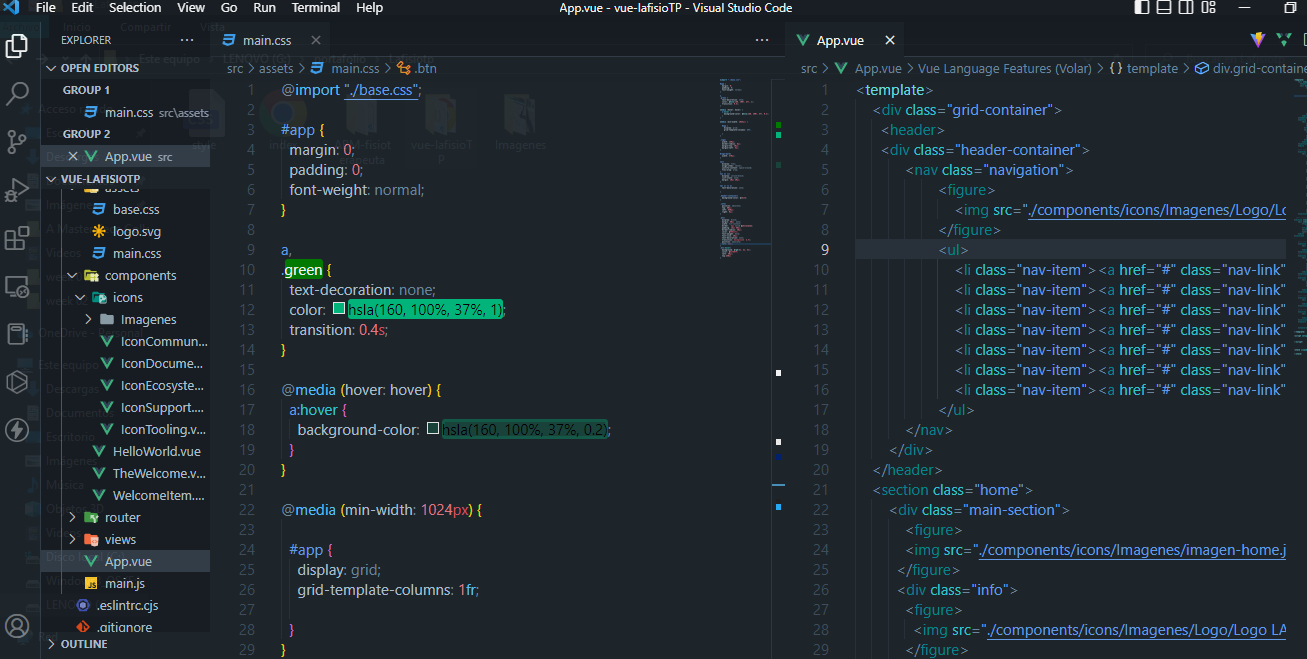 File Edit Selection View Go Run Terminal Help App.vue - vue-lafisioTP - Visual Studio Code
EXPLORER ···
OPEN EDITORS
GROUP 1
main.css src\assets
GROUP 2
App.vue src
VUE-LAFISIOTP
assets
base.css
logo.svg
main.css
components
icons
Imagenes
IconCommun...
IconDocume...
IconEcosyste...
IconSupport....
IconTooling.v...
HelloWorld.vue
TheWelcome.v...
WelcomeItem....
router
views
App.vue
main.js
.eslintrc.cjs
.gitignore
OUTLINE
main.css
src > assets > main.css > .btn
1 @import "./base.css";
2
3 #app {
4 margin: 0;
5 padding: 0;
6 font-weight: normal;
7 }
8
9 a,
10 .green {
11 text-decoration: none;
12 color: hsla(160, 100%, 37%, 1);
13 transition: 0.4s;
14 }
15
16 @media (hover: hover) {
17 a:hover {
18 background-color: hsla(160, 100%, 37%, 0.2);
19 }
20 }
21
22 @media (min-width: 1024px) {
23
24 #app {
25 display: grid;
26 grid-template-columns: 1fr;
27
28 }
29 }
App.vue
src > App.vue > Vue Language Features (Volar) > {} template > div.grid-containe
1 <template>
2 <div class="grid-container">
3 <header>
4 <div class="header-container">
5 <nav class="navigation">
6 <figure>
7 <img src="./components/icons/Imagenes/Logo/Lo
8 </figure>
9 <ul>
10 <li class="nav-item"><a href="#" class="nav-link"
11 <li class="nav-item"><a href="#" class="nav-link"
12 <li class="nav-item"><a href="#" class="nav-link"
13 <li class="nav-item"><a href="#" class="nav-link"
14 <li class="nav-item"><a href="#" class="nav-link"
15 <li class="nav-item"><a href="#" class="nav-link"
16 <li class="nav-item"><a href="#" class="nav-link"
17 </ul>
18 </nav>
19 </div>
20 </header>
21 <section class="home">
22 <div class="main-section">
23 <figure>
24 <img src="./components/icons/Imagenes/imagen-home.j
25 </figure>
26 <div class="info">
27 <figure>
28 <img src="./components/icons/Imagenes/Logo/Logo LA
29 </figure>